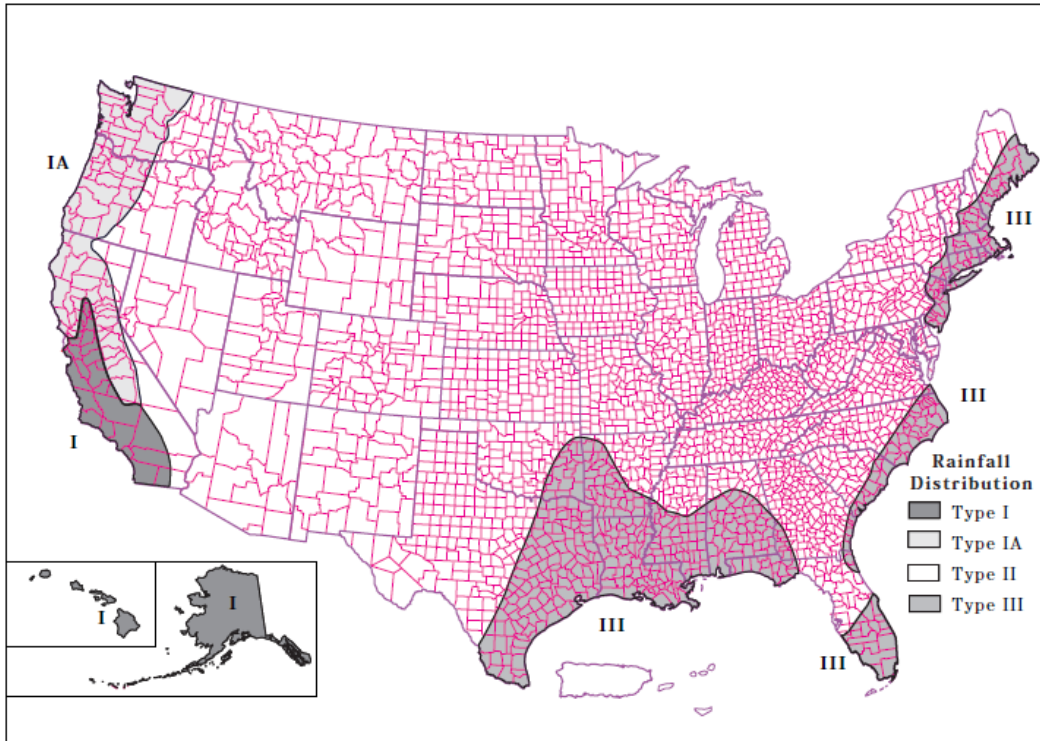 IA
III
III
I
Rainfall
Distribution
Type I
Type IA
Type II
Type III
I
I
III
III